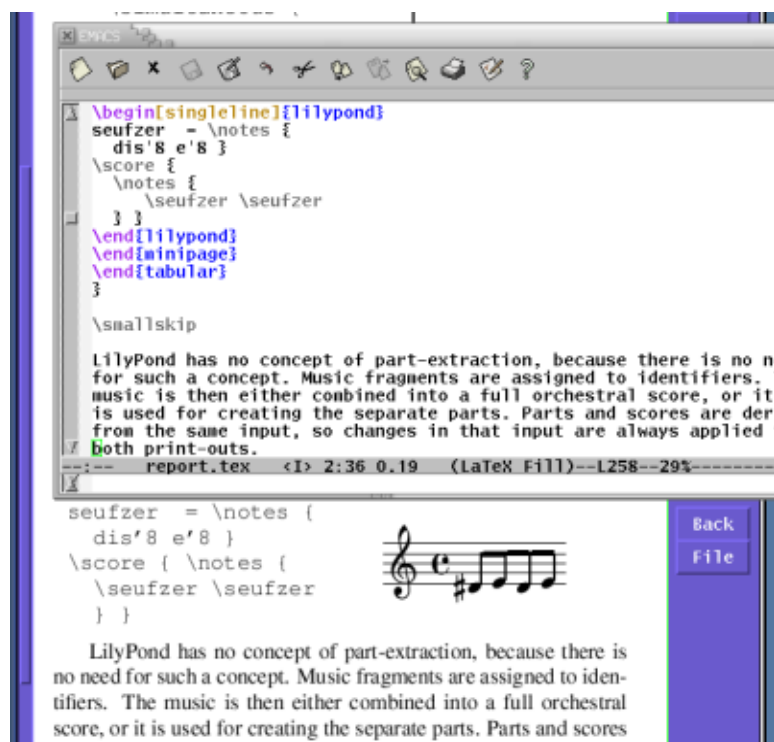 EMACS
\begin[singleline]{lilypond}
seufzer = \notes {
dis'8 e'8 }
\score {
\notes {
\seufzer \seufzer
} }
\end{lilypond}
\end{minipage}
\end{tabular}
}
\smallskip
LilyPond has no concept of part-extraction, because there is no n
for such a concept. Music fragments are assigned to identifiers.
music is then either combined into a full orchestral score, or it
is used for creating the separate parts. Parts and scores are der
from the same input, so changes in that input are always applied
both print-outs.
--:-- report.tex <I> 2:36 0.19 (LaTeX Fill)--L258--29%--------
seufzer = \notes {
dis'8 e'8 }
\score { \notes {
\seufzer \seufzer
} }
Back
File
LilyPond has no concept of part-extraction, because there is
no need for such a concept. Music fragments are assigned to iden-
tifiers. The music is then either combined into a full orchestral
score, or it is used for creating the separate parts. Parts and scores